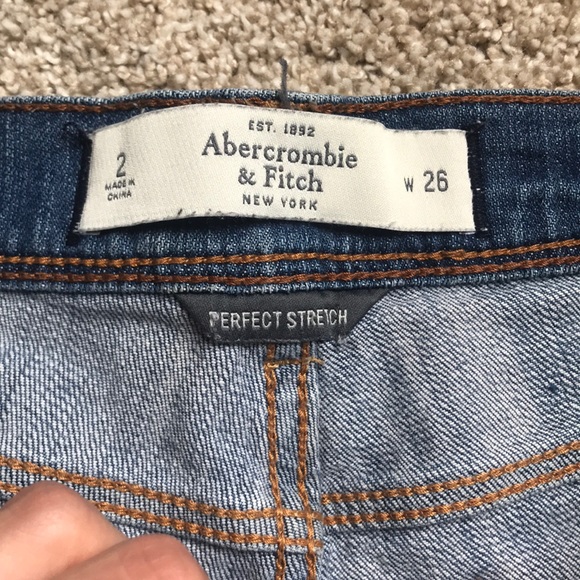 2
MADE IN
CHINA
EST. 1892
Abercrombie
& Fitch
NEW YORK
W 26
PERFECT STRETCH